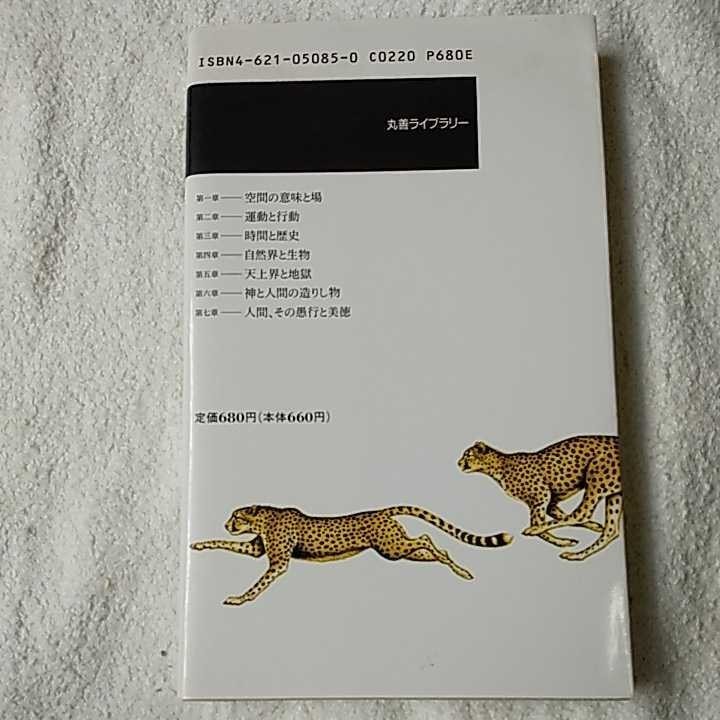 ISBN4-621-05085-0 C0220 P680E
丸善ライブラリー
第一章——空間の意味と場
第二章——運動と行動
第三章——時間と歴史
第四章——自然界と生物
第五章——天上界と地獄
第六章——神と人間の造りし物
第七章——人間、その愚行と美徳
定価680円(本体660円)